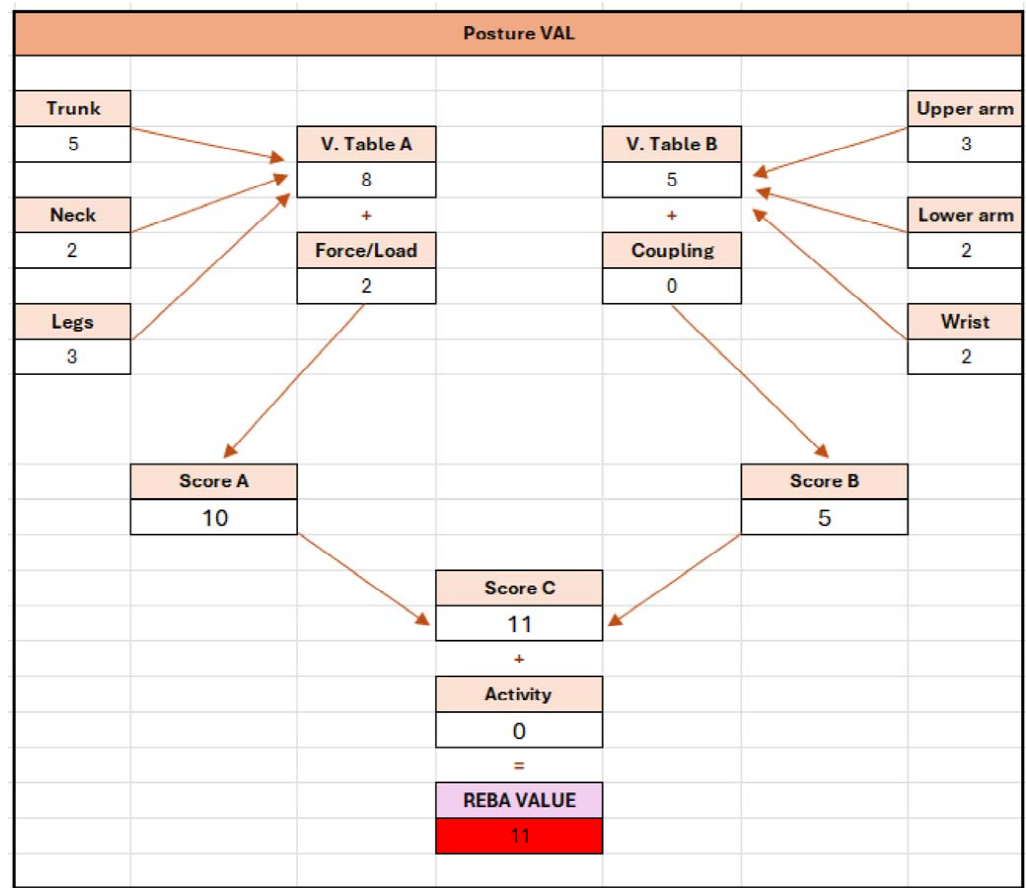 Posture VAL
Trunk
5
Neck
2
Legs
3
V. Table A
8
+
Force/Load
2
V. Table B
5
+
Coupling
0
Upper arm
3
Lower arm
2
Wrist
2
Score A
10
Score B
5
Score C
11
+
Activity
0
=
REBA VALUE
11